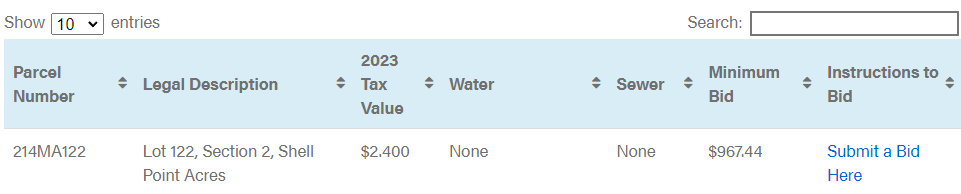 Show 10 entries Search:
Parcel Number Legal Description 2023 Tax Value Water Sewer Minimum Bid Instructions to Bid
214MA122 Lot 122, Section 2, Shell Point Acres $2.400 None None $967.44 Submit a Bid Here